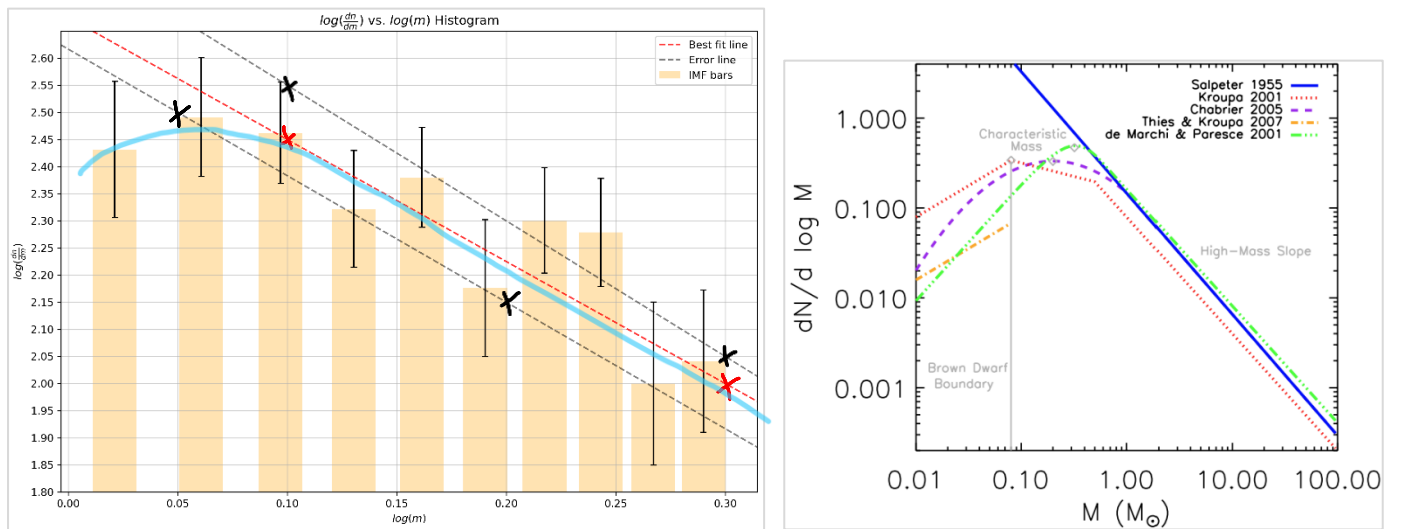 log(dn/dm) vs. log(m) Histogram
Best fit line
Error line
IMF bars
log(dn/dm)
2.60
2.55
2.50
2.45
2.40
2.35
2.30
2.25
2.20
2.15
2.10
2.05
2.00
1.95
1.90
1.85
1.80
0.00 0.05 0.10 0.15 0.20 0.25 0.30
log(m)
Salpeter 1955
Kroupa 2001
Chabrier 2005
Thies & Kroupa 2007
de Marchi & Paresce 2001
Characteristic
Mass
High-Mass Slope
Brown Dwarf
Boundary
dN/d log M
1.000
0.100
0.010
0.001
0.01 0.10 1.00 10.00 100.00
M (M☉)